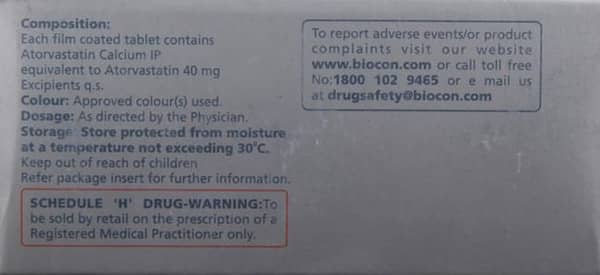 Composition:
Each film coated tablet contains
Atorvastatin Calcium IP
equivalent to Atorvastatin 40 mg
Excipients q.s.
Colour: Approved colour(s) used.
Dosage: As directed by the Physician.
Storage: Store protected from moisture
at a temperature not exceeding 30°C.
Keep out of reach of children
Refer package insert for further information.
SCHEDULE 'H' DRUG-WARNING:To
be sold by retail on the prescription of a
Registered Medical Practitioner only.
To report adverse events/or product
complaints visit our website
www.biocon.com or call toll free
No:1800 102 9465 or e mail us
at drugsafety@biocon.com